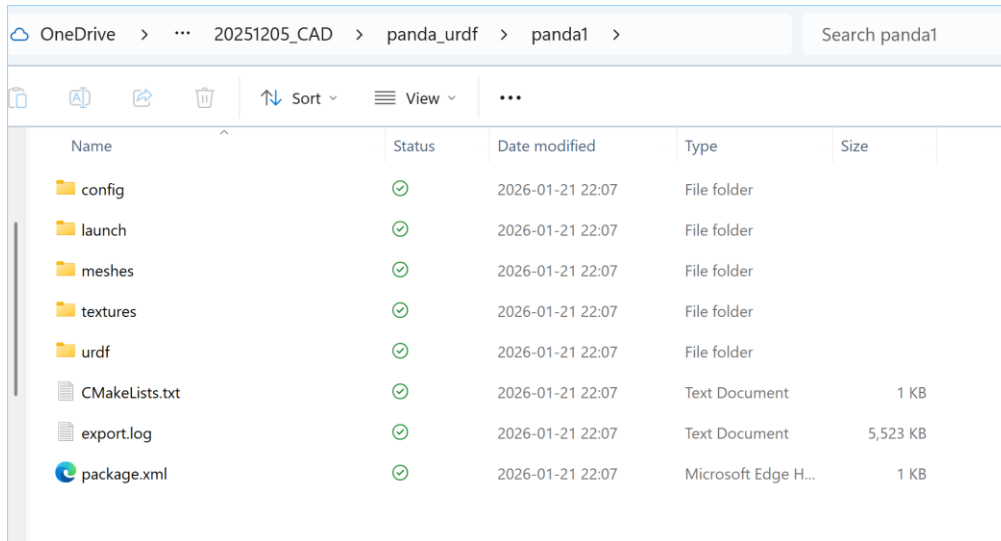 OneDrive > ... 20251205_CAD > panda_urdf > panda1 > Search panda1
A Sort View ...
Name Status Date modified Type Size
config 2026-01-21 22:07 File folder
launch 2026-01-21 22:07 File folder
meshes 2026-01-21 22:07 File folder
textures 2026-01-21 22:07 File folder
urdf 2026-01-21 22:07 File folder
CMakeLists.txt 2026-01-21 22:07 Text Document 1 KB
export.log 2026-01-21 22:07 Text Document 5,523 KB
package.xml 2026-01-21 22:07 Microsoft Edge H... 1 KB